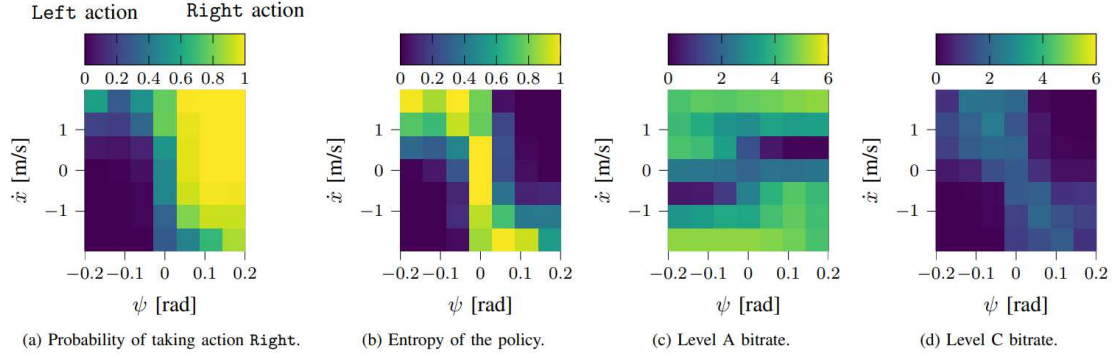 Left action Right action
0 0.2 0.4 0.6 0.8 1
0 0.2 0.4 0.6 0.8 1
0 2 4 6
0 2 4 6
1
0
−1
ẋ [m/s]
−0.2 −0.1 0 0.1 0.2
ψ [rad]
1
0
−1
ẋ [m/s]
−0.2 −0.1 0 0.1 0.2
ψ [rad]
1
0
−1
ẋ [m/s]
−0.2 −0.1 0 0.1 0.2
ψ [rad]
1
0
−1
ẋ [m/s]
−0.2 −0.1 0 0.1 0.2
ψ [rad]
(a) Probability of taking action Right.
(b) Entropy of the policy.
(c) Level A bitrate.
(d) Level C bitrate.